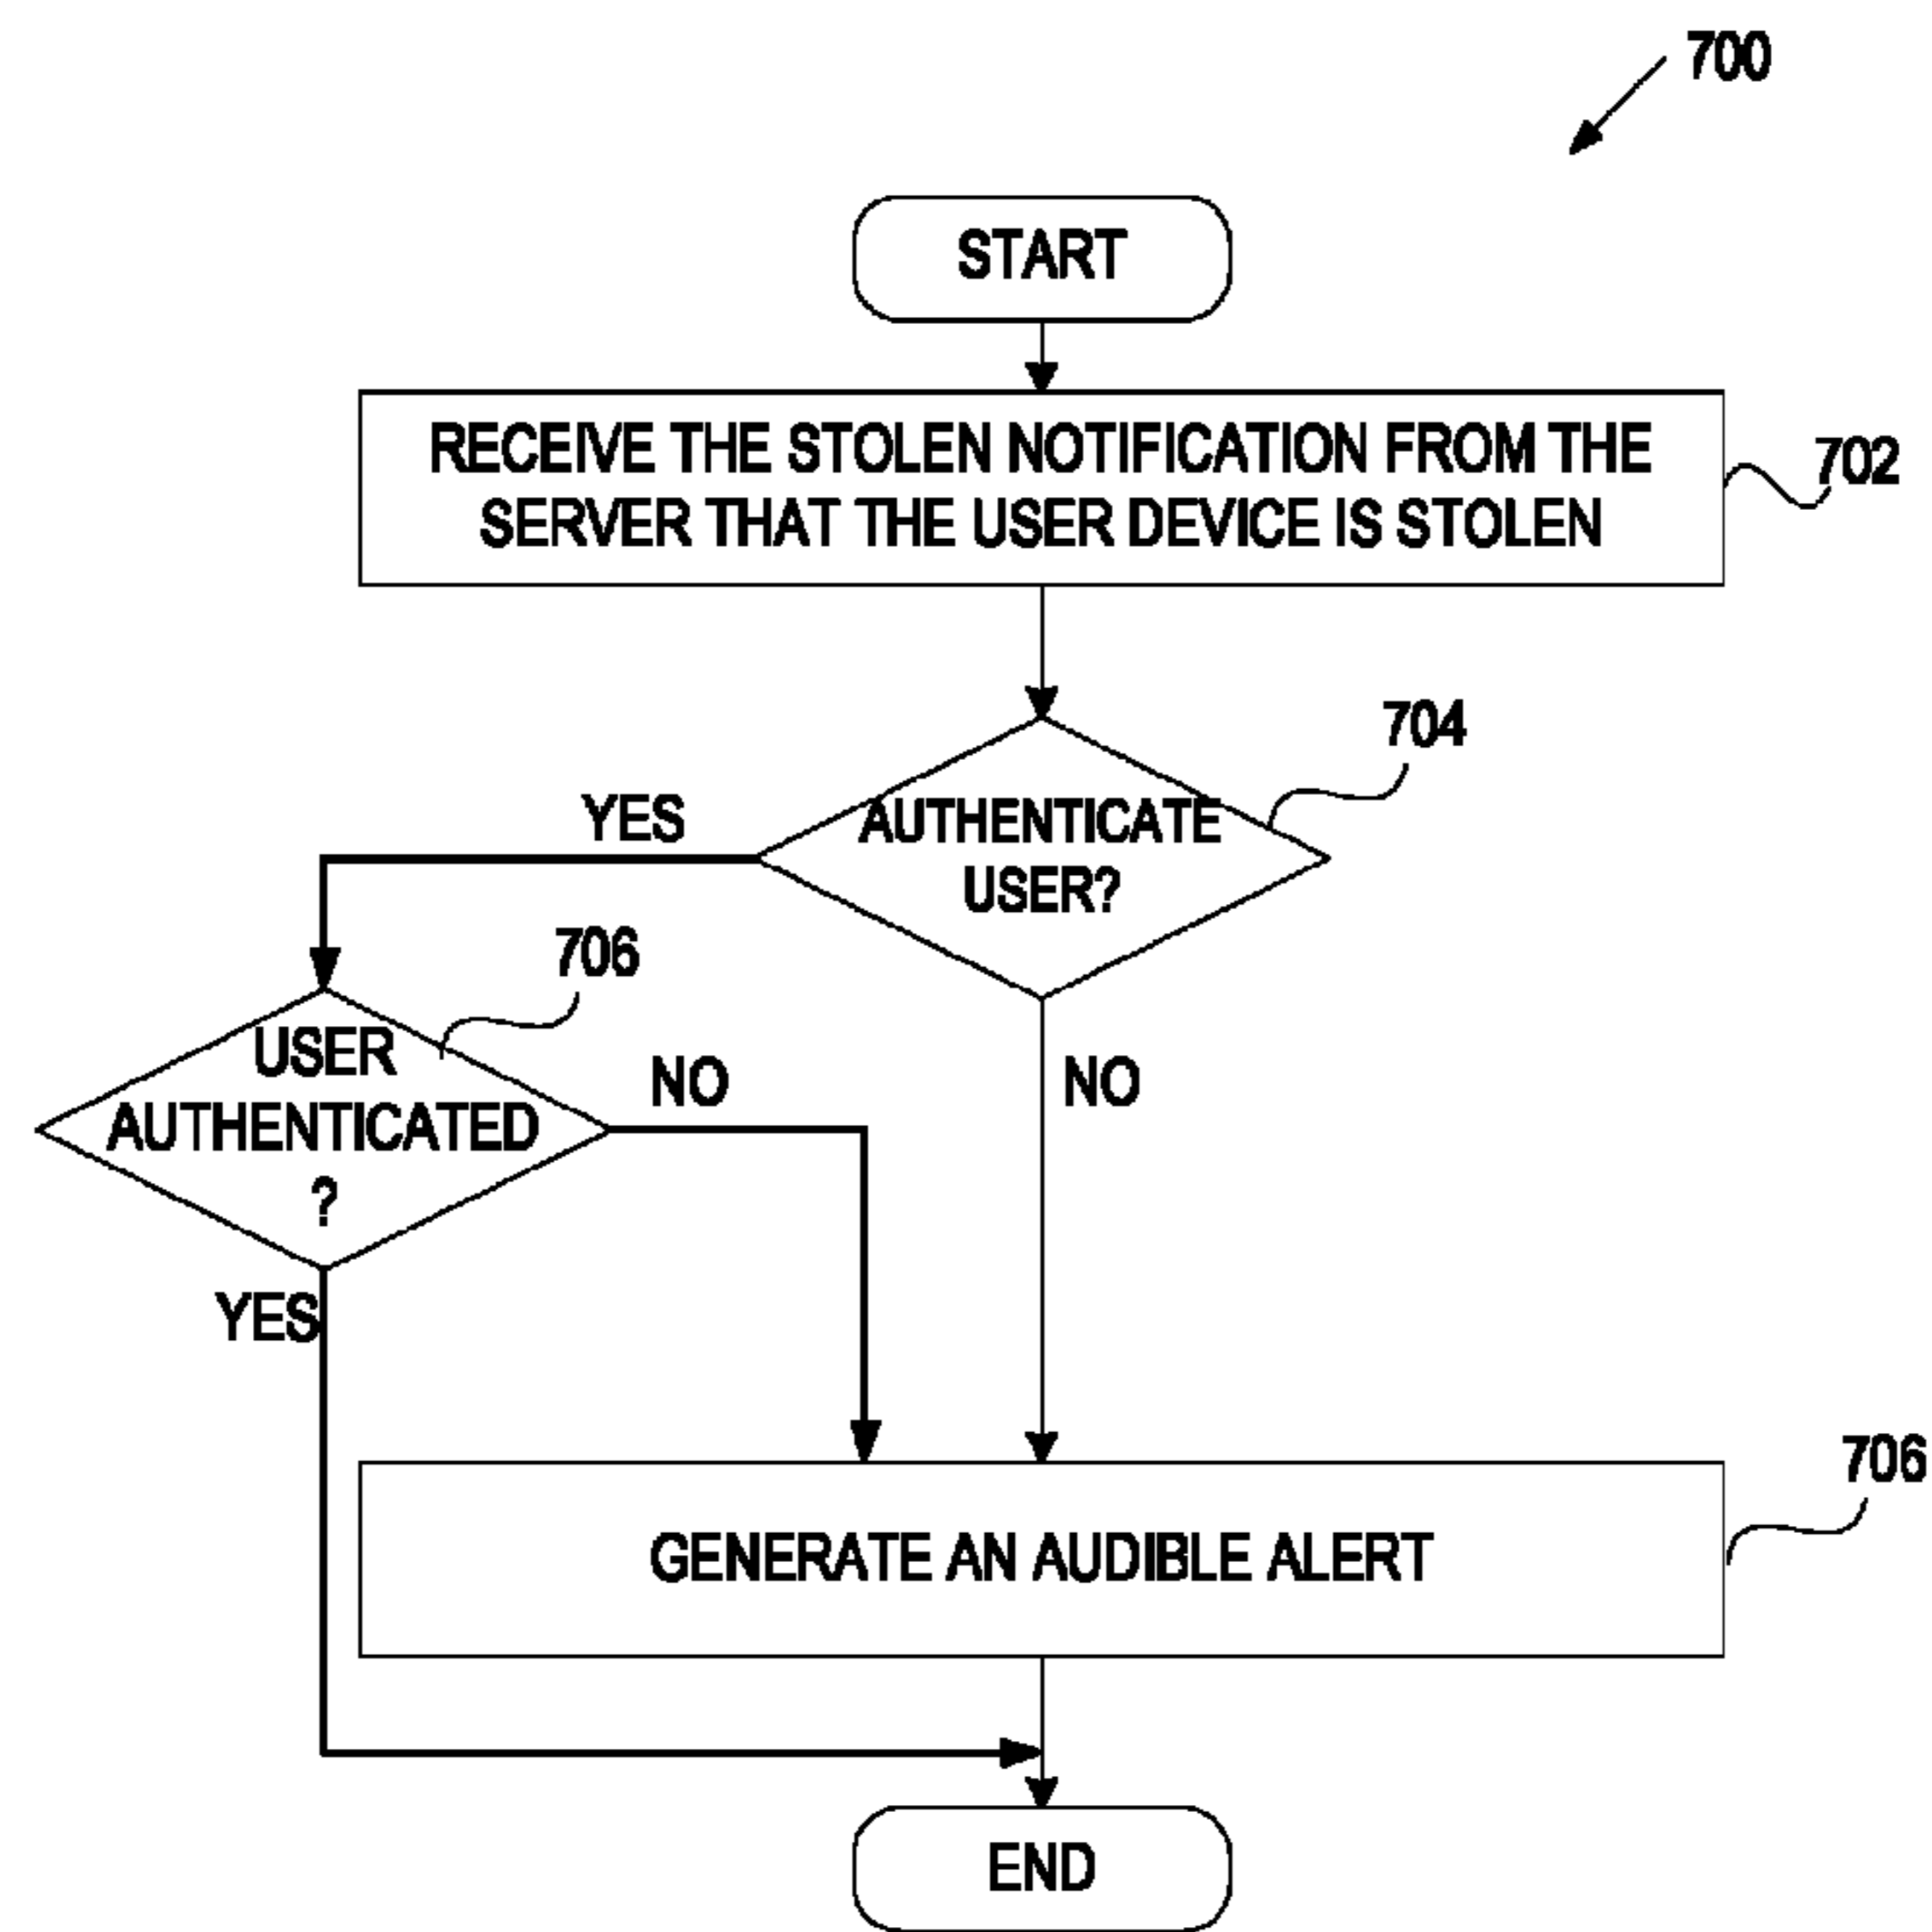 700
START
RECEIVE THE STOLEN NOTIFICATION FROM THE
SERVER THAT THE USER DEVICE IS STOLEN
702
704
YES
AUTHENTICATE
USER?
706
USER
AUTHENTICATED
?
NO
NO
YES
706
GENERATE AN AUDIBLE ALERT
END